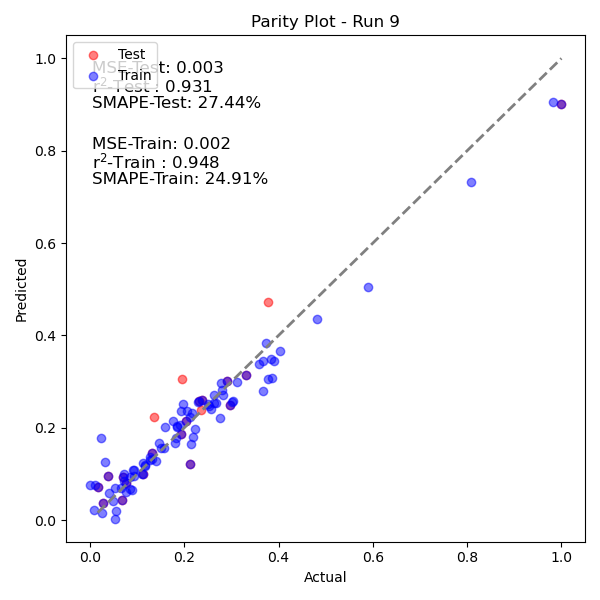 Parity Plot - Run 9
Test
Train
MSE-Test: 0.003
r²-Test : 0.931
SMAPE-Test: 27.44%
MSE-Train: 0.002
r²-Train : 0.948
SMAPE-Train: 24.91%
Predicted
1.0
0.8
0.6
0.4
0.2
0.0
0.0 0.2 0.4 0.6 0.8 1.0
Actual